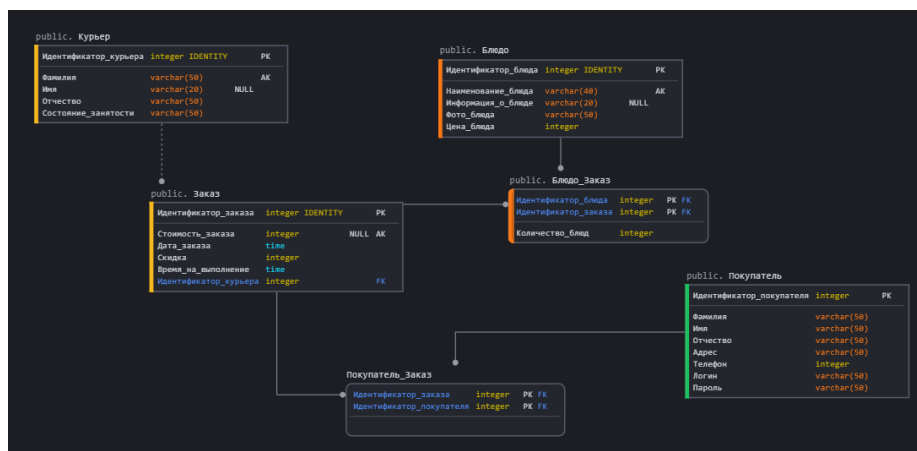 public. Курьер
Идентификатор_курьера integer IDENTITY PK
Фамилия varchar(50) AK
Имя varchar(20) NULL
Отчество varchar(50)
Состояние_занятости varchar(50)
public. Блюдо
Идентификатор_блюда integer IDENTITY PK
Наименование_блюда varchar(40) AK
Информация_о_блюде varchar(20) NULL
Фото_блюда varchar(50)
Цена_блюда integer
public. Заказ
Идентификатор_заказа integer IDENTITY PK
Стоимость_заказа integer NULL AK
Дата_заказа time
Скидка integer
Время_на_выполнение time
Идентификатор_курьера integer FK
public. Блюдо_Заказ
Идентификатор_блюда integer PK FK
Идентификатор_заказа integer PK FK
Количество_блюд integer
public. Покупатель
Идентификатор_покупателя integer PK
Фамилия varchar(50)
Имя varchar(50)
Отчество varchar(50)
Адрес varchar(50)
Телефон integer
Логин varchar(50)
Пароль varchar(50)
Покупатель_Заказ
Идентификатор_заказа integer PK FK
Идентификатор_покупателя integer PK FK